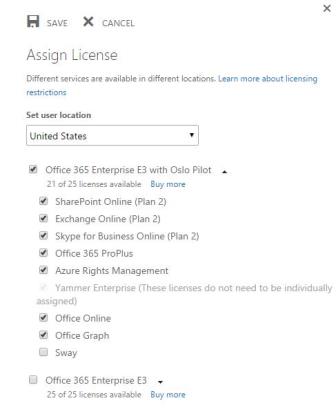 SAVE CANCEL
Assign License
Different services are available in different locations. Learn more about licensing
restrictions
Set user location
United States
Office 365 Enterprise E3 with Oslo Pilot
21 of 25 licenses available Buy more
SharePoint Online (Plan 2)
Exchange Online (Plan 2)
Skype for Business Online (Plan 2)
Office 365 ProPlus
Azure Rights Management
Yammer Enterprise (These licenses do not need to be individually
assigned)
Office Online
Office Graph
Sway
Office 365 Enterprise E3
25 of 25 licenses available Buy more